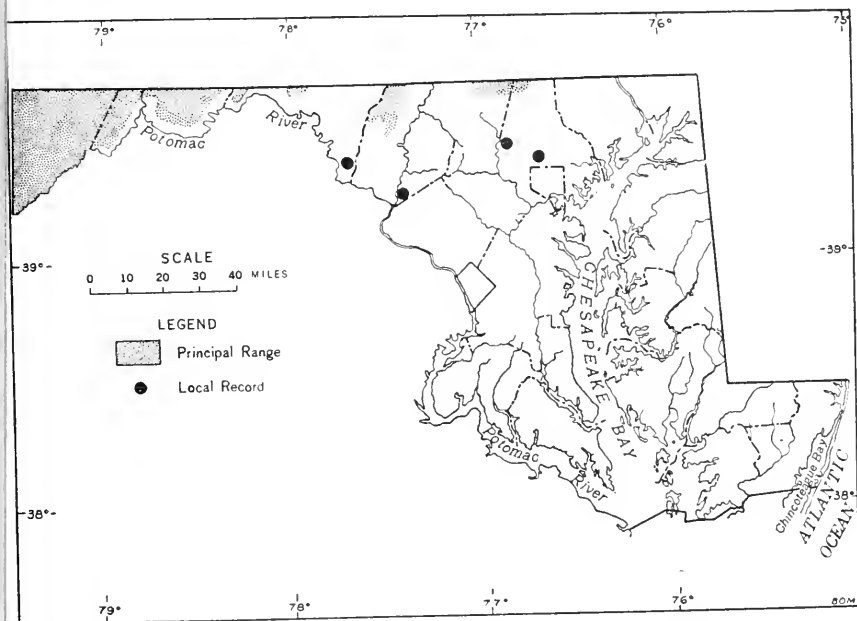 79° 78° 77° 76° 75°
Potomac
River
SCALE
0 10 20 30 40 MILES
LEGEND
Principal Range
Local Record
39°
39°
CHESAPEAKE BAY
Potomac
River
Chincoteague Bay
ATLANTIC
OCEAN
38°
38°
79° 78° 77° 76° 80M